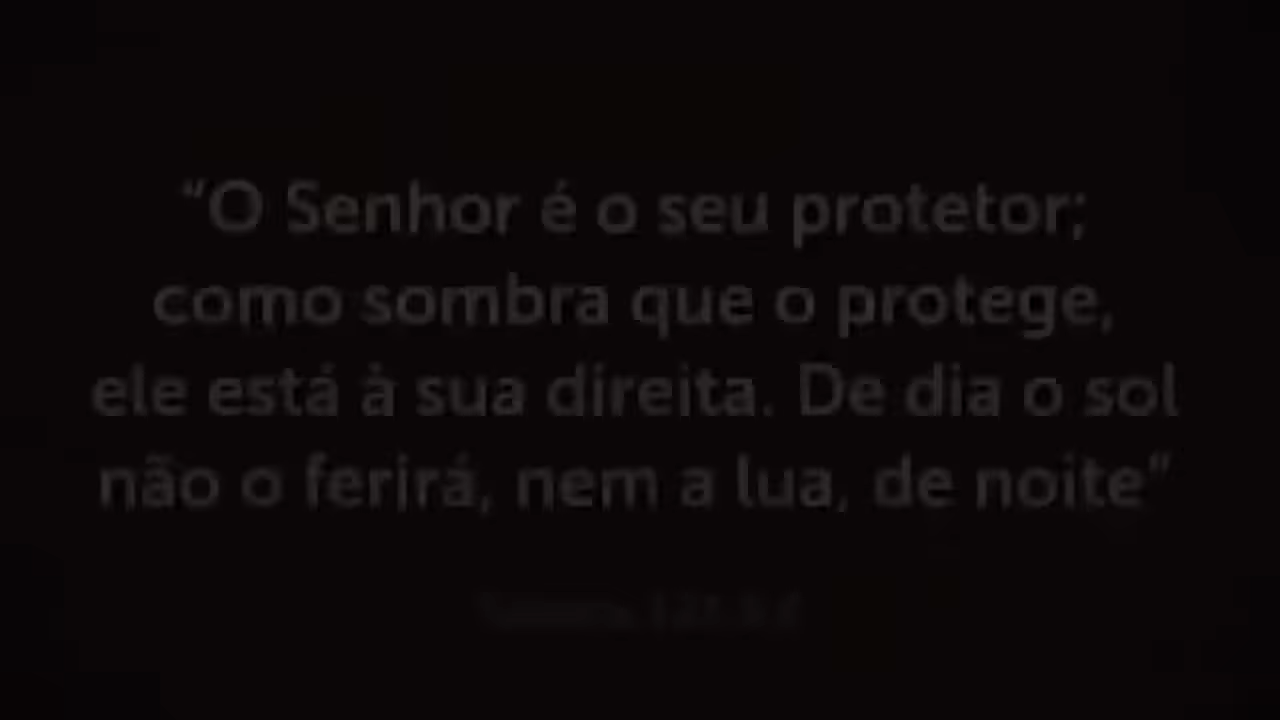 “O Senhor é o seu protetor;
como sombra que o protege,
ele está à sua direita. De dia o sol
não o ferirá, nem a lua, de noite”